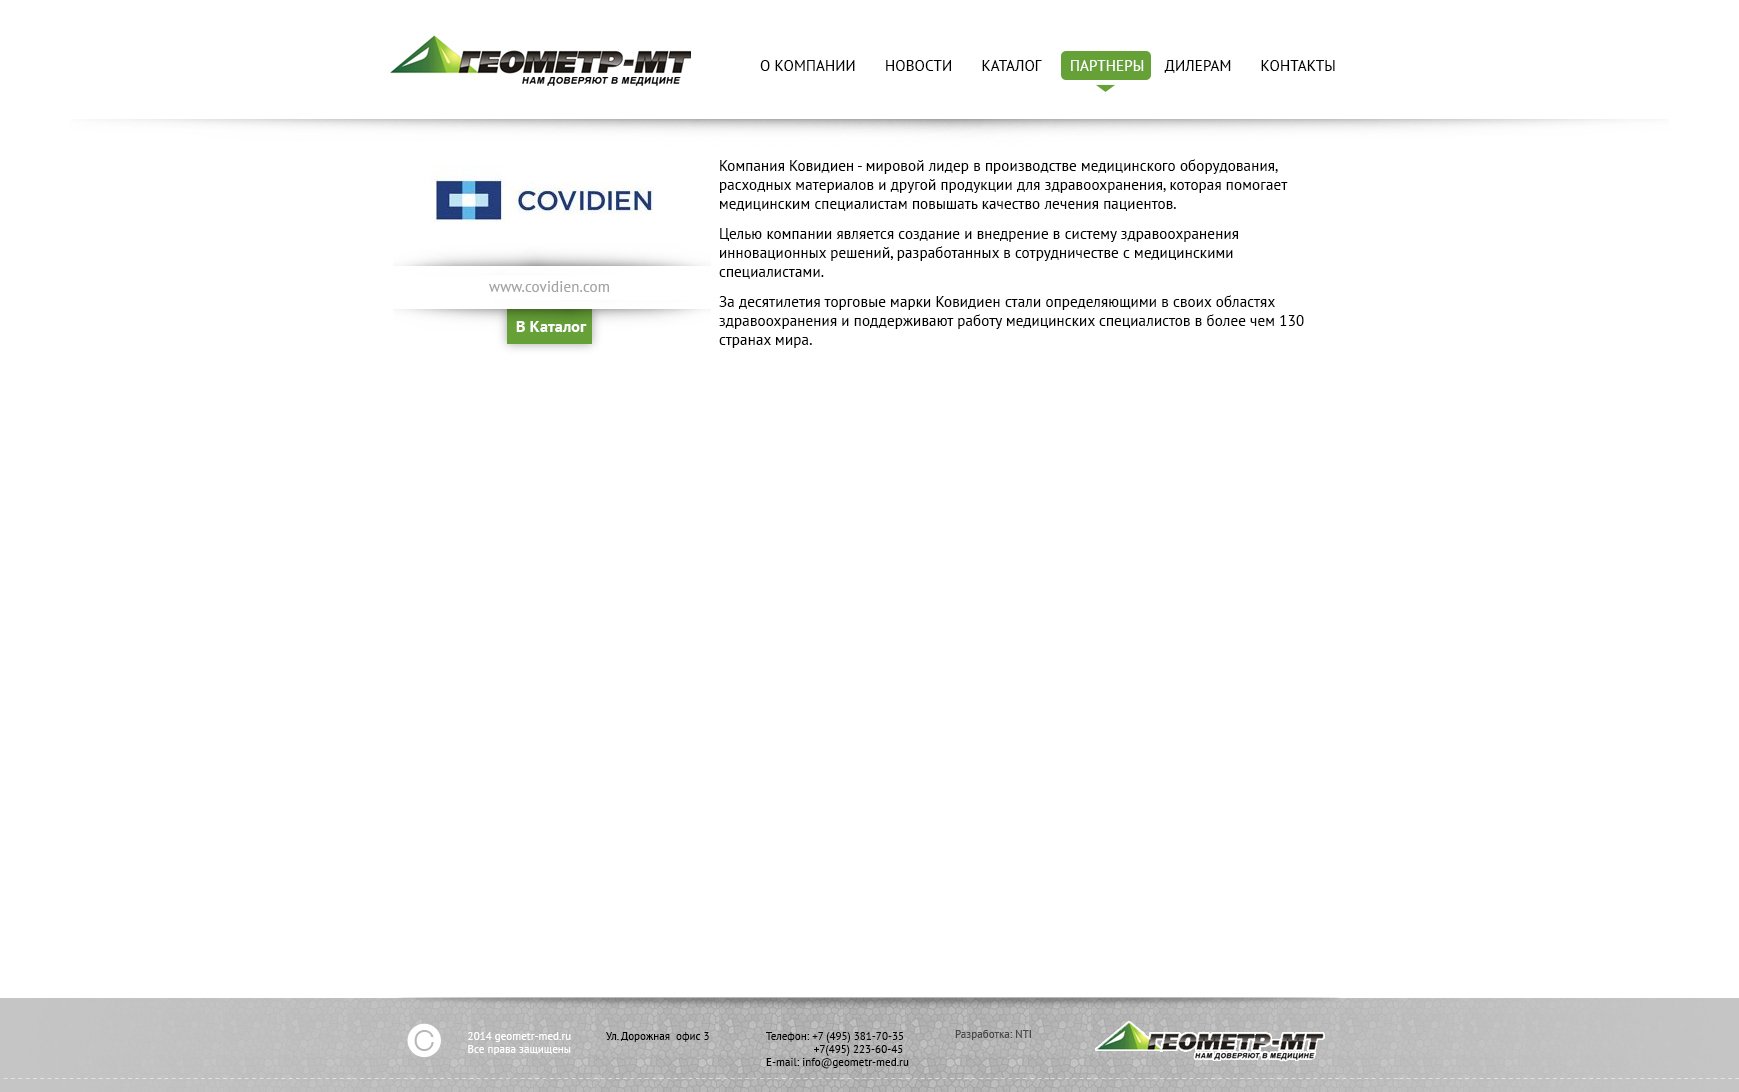 ГЕОМЕТР-МТ
НАМ ДОВЕРЯЮТ В МЕДИЦИНЕ
О КОМПАНИИ НОВОСТИ КАТАЛОГ ПАРТНЕРЫ ДИЛЕРАМ КОНТАКТЫ
COVIDIEN
www.covidien.com
В Каталог
Компания Ковидиен - мировой лидер в производстве медицинского оборудования,
расходных материалов и другой продукции для здравоохранения, которая помогает
медицинским специалистам повышать качество лечения пациентов.
Целью компании является создание и внедрение в систему здравоохранения
инновационных решений, разработанных в сотрудничестве с медицинскими
специалистами.
За десятилетия торговые марки Ковидиен стали определяющими в своих областях
здравоохранения и поддерживают работу медицинских специалистов в более чем 130
странах мира.
2014 geometr-med.ru
Все права защищены
Ул. Дорожная офис 3
Телефон: +7 (495) 381-70-35
+7(495) 223-60-45
E-mail: info@geometr-med.ru
Разработка: NTI
ГЕОМЕТР-МТ
НАМ ДОВЕРЯЮТ В МЕДИЦИНЕ